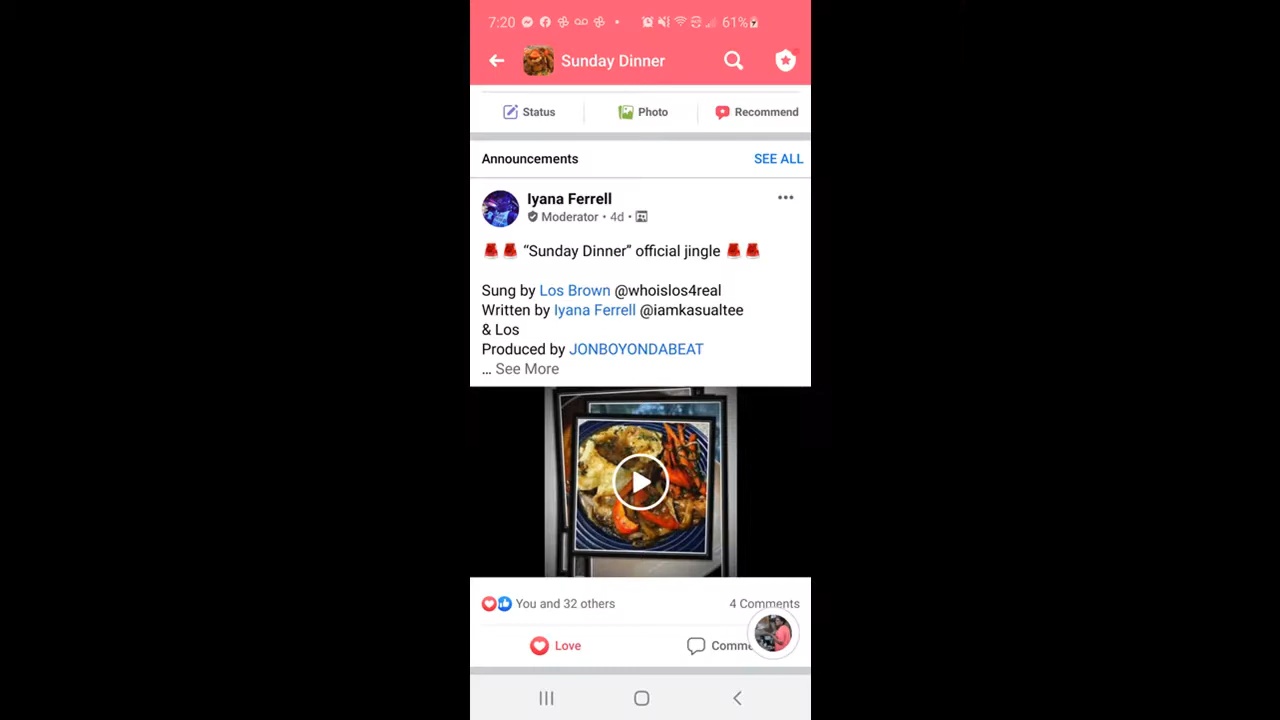 7:20 61%
Sunday Dinner
Status Photo Recommend
Announcements SEE ALL
Iyana Ferrell
Moderator • 4d •
“Sunday Dinner” official jingle
Sung by Los Brown @whoislos4real
Written by Iyana Ferrell @iamkasualtee
& Los
Produced by JONBOYONDABEAT
... See More
You and 32 others 4 Comments
Love Comme